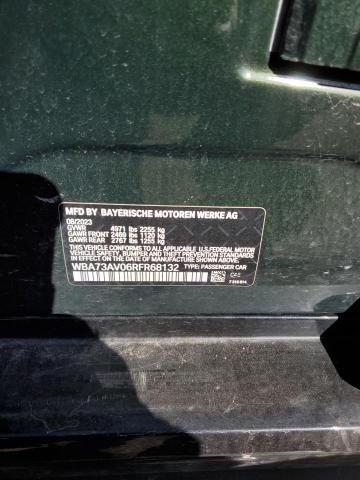 MFD BY BAYERISCHE MOTOREN WERKE AG
08/2023
GVWR 4971 lbs 2255 kg
GAWR FRONT 2469 lbs 1120 kg
GAWR REAR 2767 lbs 1255 kg
THIS VEHICLE CONFORMS TO ALL APPLICABLE U.S. FEDERAL MOTOR
VEHICLE SAFETY, BUMPER, AND THEFT PREVENTION STANDARDS
IN EFFECT ON THE DATE OF MANUFACTURE SHOWN ABOVE.
WBA73AV06RFR68132 TYPE: PASSENGER CAR